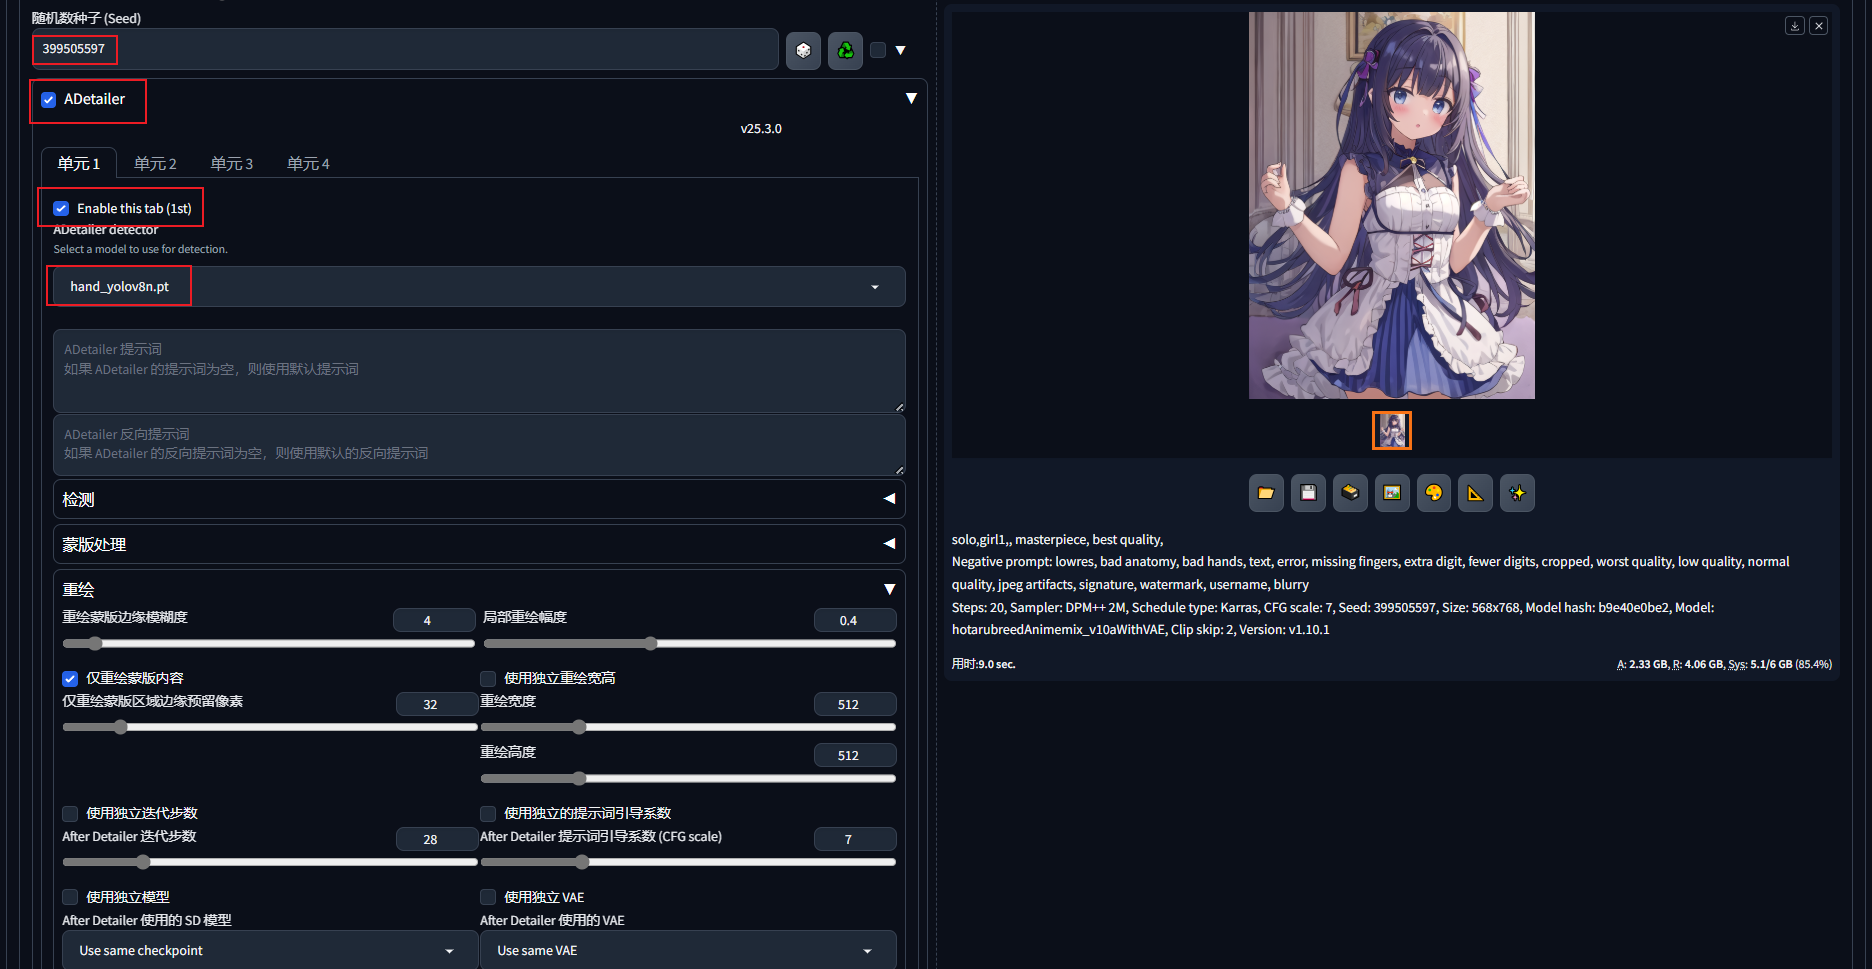 随机数种子 (Seed)
399505597
ADetailer
v25.3.0
单元 1
单元 2
单元 3
单元 4
Enable this tab (1st)
ADetailer detector
Select a model to use for detection.
hand_yolov8n.pt
ADetailer 提示词
如果 ADetailer 的提示词为空，则使用默认提示词
ADetailer 反向提示词
如果 ADetailer 的反向提示词为空，则使用默认的反向提示词
检测
蒙版处理
重绘
重绘蒙版边缘模糊度
4
局部重绘幅度
0.4
仅重绘蒙版内容
使用独立重绘宽高
仅重绘蒙版区域边缘预留像素
32
重绘宽度
512
重绘高度
512
使用独立迭代步数
使用独立的提示词引导系数
After Detailer 迭代步数
28
After Detailer 提示词引导系数 (CFG scale)
7
使用独立模型
使用独立 VAE
After Detailer 使用的 SD 模型
After Detailer 使用的 VAE
Use same checkpoint
Use same VAE
solo,girl1,, masterpiece, best quality,
Negative prompt: lowres, bad anatomy, bad hands, text, error, missing fingers, extra digit, fewer digits, cropped, worst quality, low quality, normal
quality, jpeg artifacts, signature, watermark, username, blurry
Steps: 20, Sampler: DPM++ 2M, Schedule type: Karras, CFG scale: 7, Seed: 399505597, Size: 568x768, Model hash: b9e40e0be2, Model:
hotarubreedAnimemix_v10aWithVAE, Clip skip: 2, Version: v1.10.1
用时:9.0 sec.
A: 2.33 GB, R: 4.06 GB, Sys: 5.1/6 GB (85.4%)